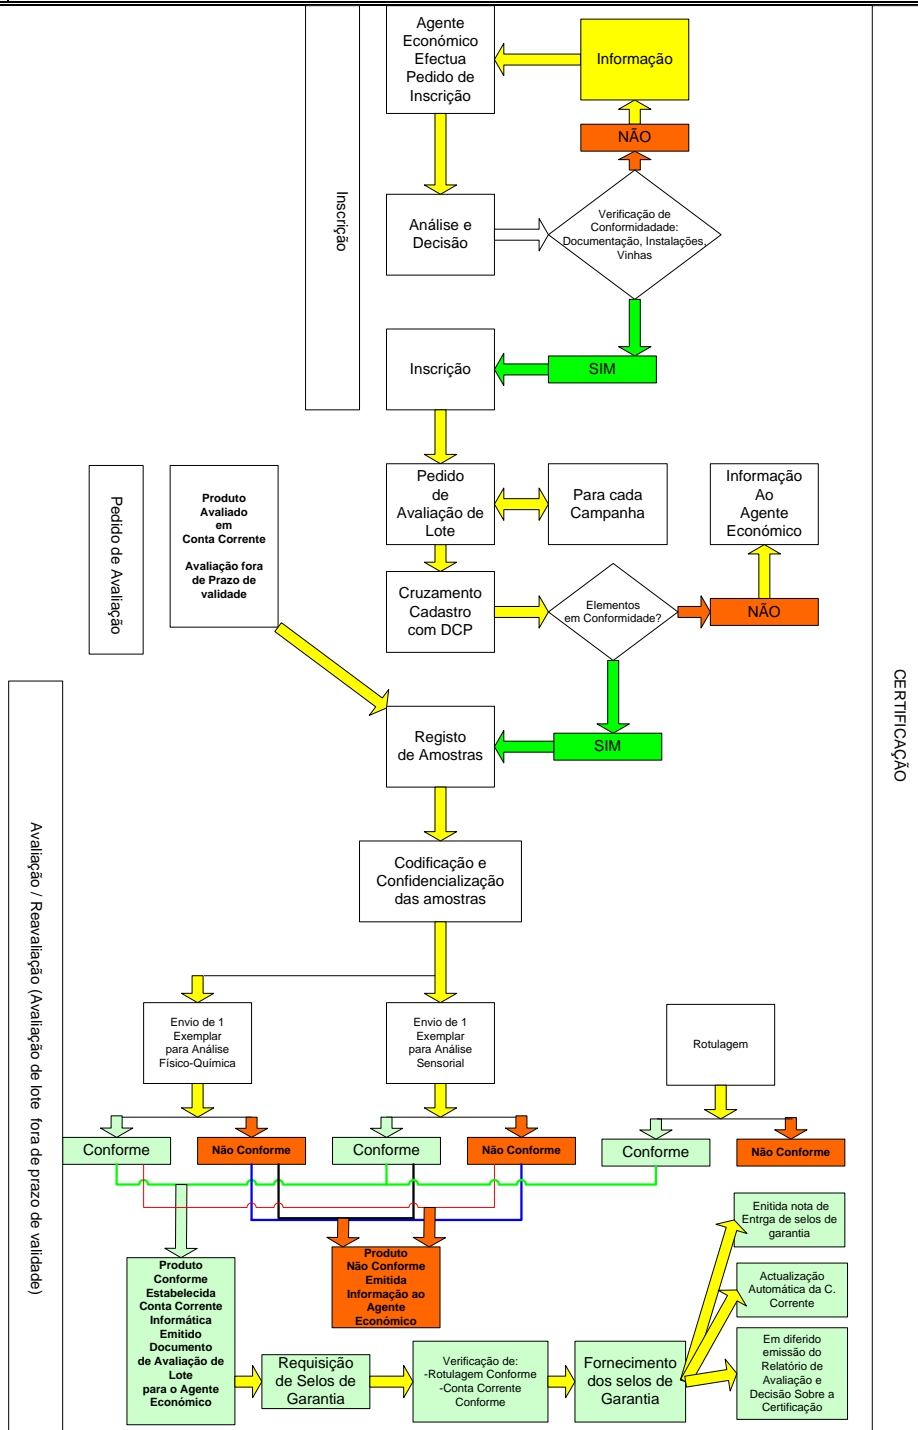 Agente
Económico
Efectua
Pedido de
Inscrição
Informação
NÃO
Inscrição
Análise e
Decisão
Verificação de
Conformidadade:
Documentação, Instalações,
Vinhas
Inscrição
SIM
Pedido de Avaliação
Produto
Avaliado
em
Conta Corrente
Avaliação fora
de Prazo de
validade
Pedido
de
Avaliação de
Lote
Para cada
Campanha
Informação
Ao
Agente
Económico
Cruzamento
Cadastro
com DCP
Elementos
em Conformidade?
NÃO
CERTIFICAÇÃO
Registo
de Amostras
SIM
Avaliação / Reavaliação (Avaliação de lote fora de prazo de validade)
Codificação e
Confidencialização
das amostras
Envio de 1
Exemplar
para Análise
Físico-Química
Envio de 1
Exemplar
para Análise
Sensorial
Rotulagem
Conforme
Não Conforme
Conforme
Não Conforme
Conforme
Não Conforme
Produto
Conforme
Estabelecida
Conta Corrente
Informática
Emitido
Documento
de Avaliação de
Lote
para o Agente
Económico
Produto
Não Conforme
Emitida
Informação ao
Agente
Económico
Requisição
de Selos de
Garantia
Verificação de:
-Rotulagem Conforme
-Conta Corrente
Conforme
Fornecimento
dos selos de
Garantia
Enitida nota de
Entrga de selos de
garantia
Actualização
Automática da C.
Corrente
Em diferido
emissão do
Relatório de
Avaliação e
Decisão Sobre a
Certificação